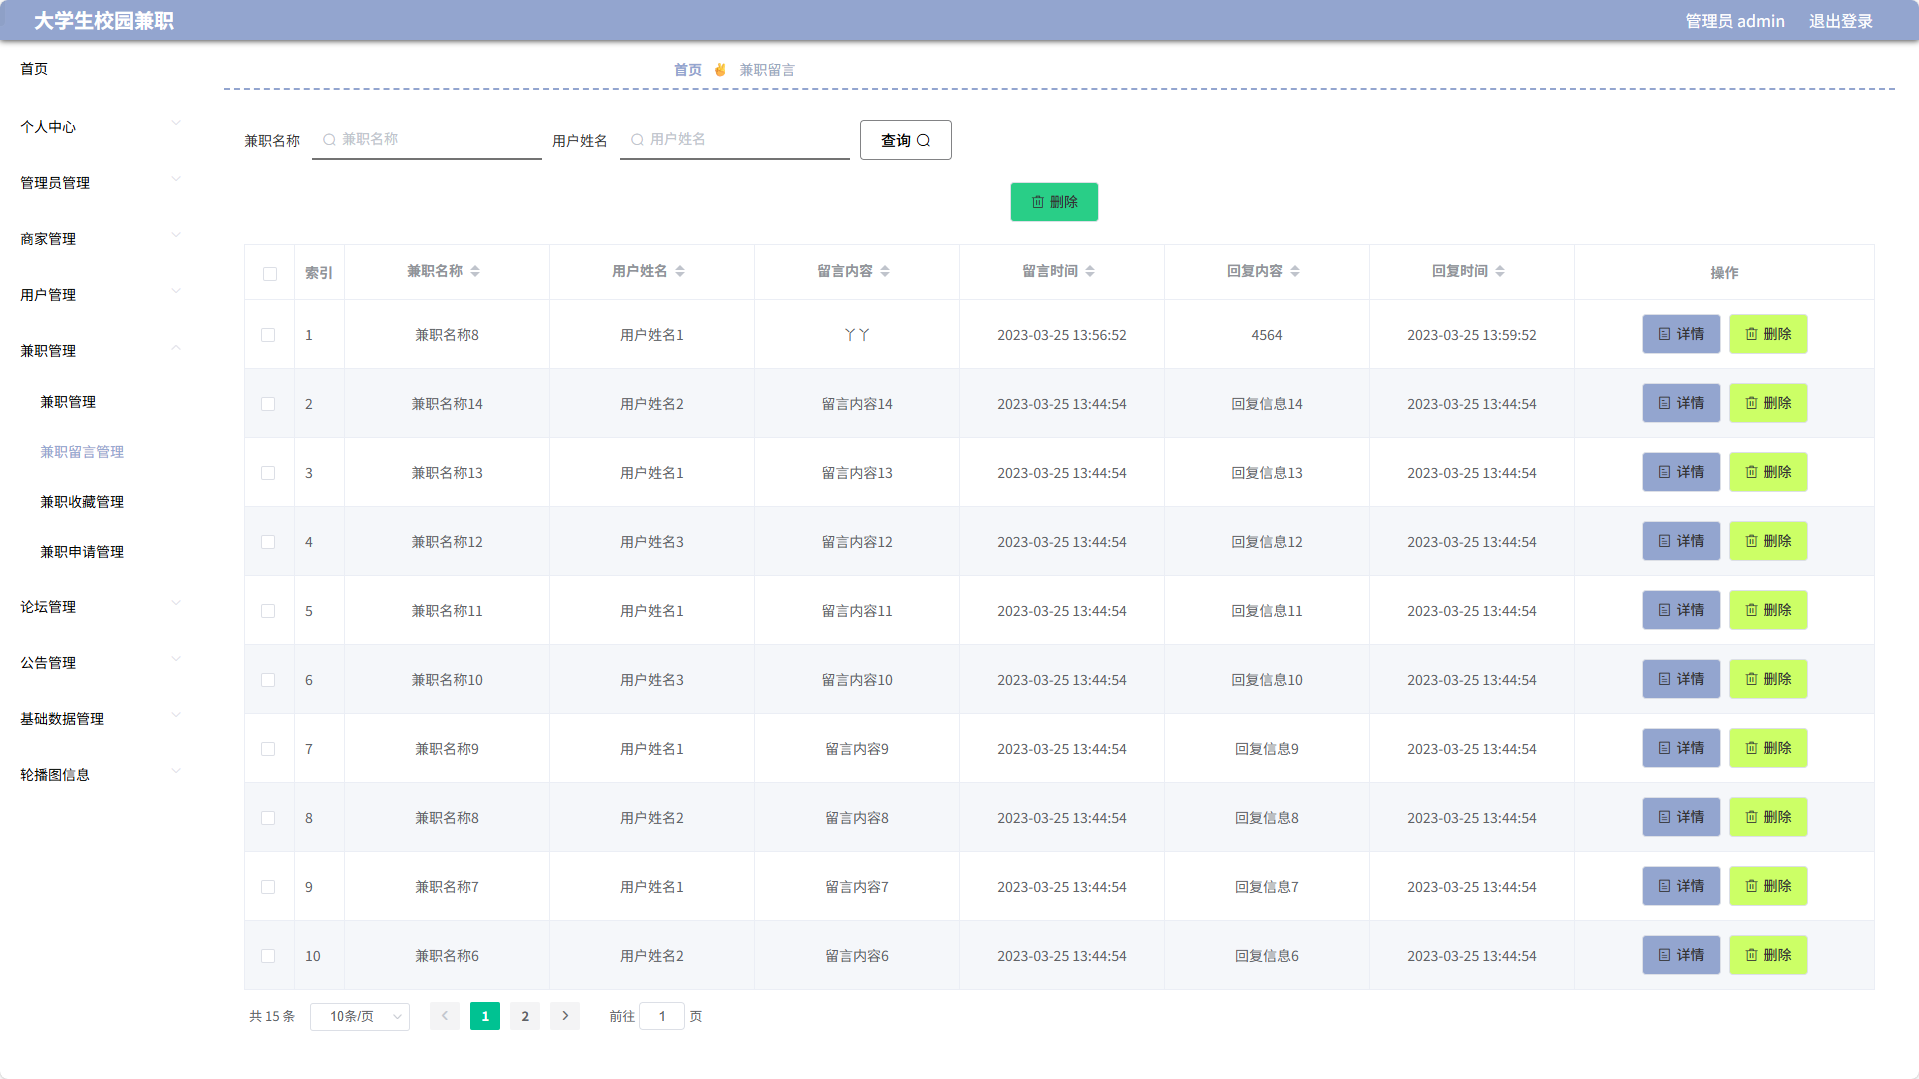 大学生校园兼职 管理员 admin 退出登录
首页
个人中心
管理员管理
商家管理
用户管理
兼职管理
兼职管理
兼职留言管理
兼职收藏管理
兼职申请管理
论坛管理
公告管理
基础数据管理
轮播图信息
首页 ✌ 兼职留言
兼职名称 兼职名称 用户姓名 用户姓名 查询
删除
索引 兼职名称 用户姓名 留言内容 留言时间 回复内容 回复时间 操作
1 兼职名称8 用户姓名1 丫丫 2023-03-25 13:56:52 4564 2023-03-25 13:59:52 详情 删除
2 兼职名称14 用户姓名2 留言内容14 2023-03-25 13:44:54 回复信息14 2023-03-25 13:44:54 详情 删除
3 兼职名称13 用户姓名1 留言内容13 2023-03-25 13:44:54 回复信息13 2023-03-25 13:44:54 详情 删除
4 兼职名称12 用户姓名3 留言内容12 2023-03-25 13:44:54 回复信息12 2023-03-25 13:44:54 详情 删除
5 兼职名称11 用户姓名1 留言内容11 2023-03-25 13:44:54 回复信息11 2023-03-25 13:44:54 详情 删除
6 兼职名称10 用户姓名3 留言内容10 2023-03-25 13:44:54 回复信息10 2023-03-25 13:44:54 详情 删除
7 兼职名称9 用户姓名1 留言内容9 2023-03-25 13:44:54 回复信息9 2023-03-25 13:44:54 详情 删除
8 兼职名称8 用户姓名2 留言内容8 2023-03-25 13:44:54 回复信息8 2023-03-25 13:44:54 详情 删除
9 兼职名称7 用户姓名1 留言内容7 2023-03-25 13:44:54 回复信息7 2023-03-25 13:44:54 详情 删除
10 兼职名称6 用户姓名2 留言内容6 2023-03-25 13:44:54 回复信息6 2023-03-25 13:44:54 详情 删除
共 15 条 10条/页 1 2 前往 1 页